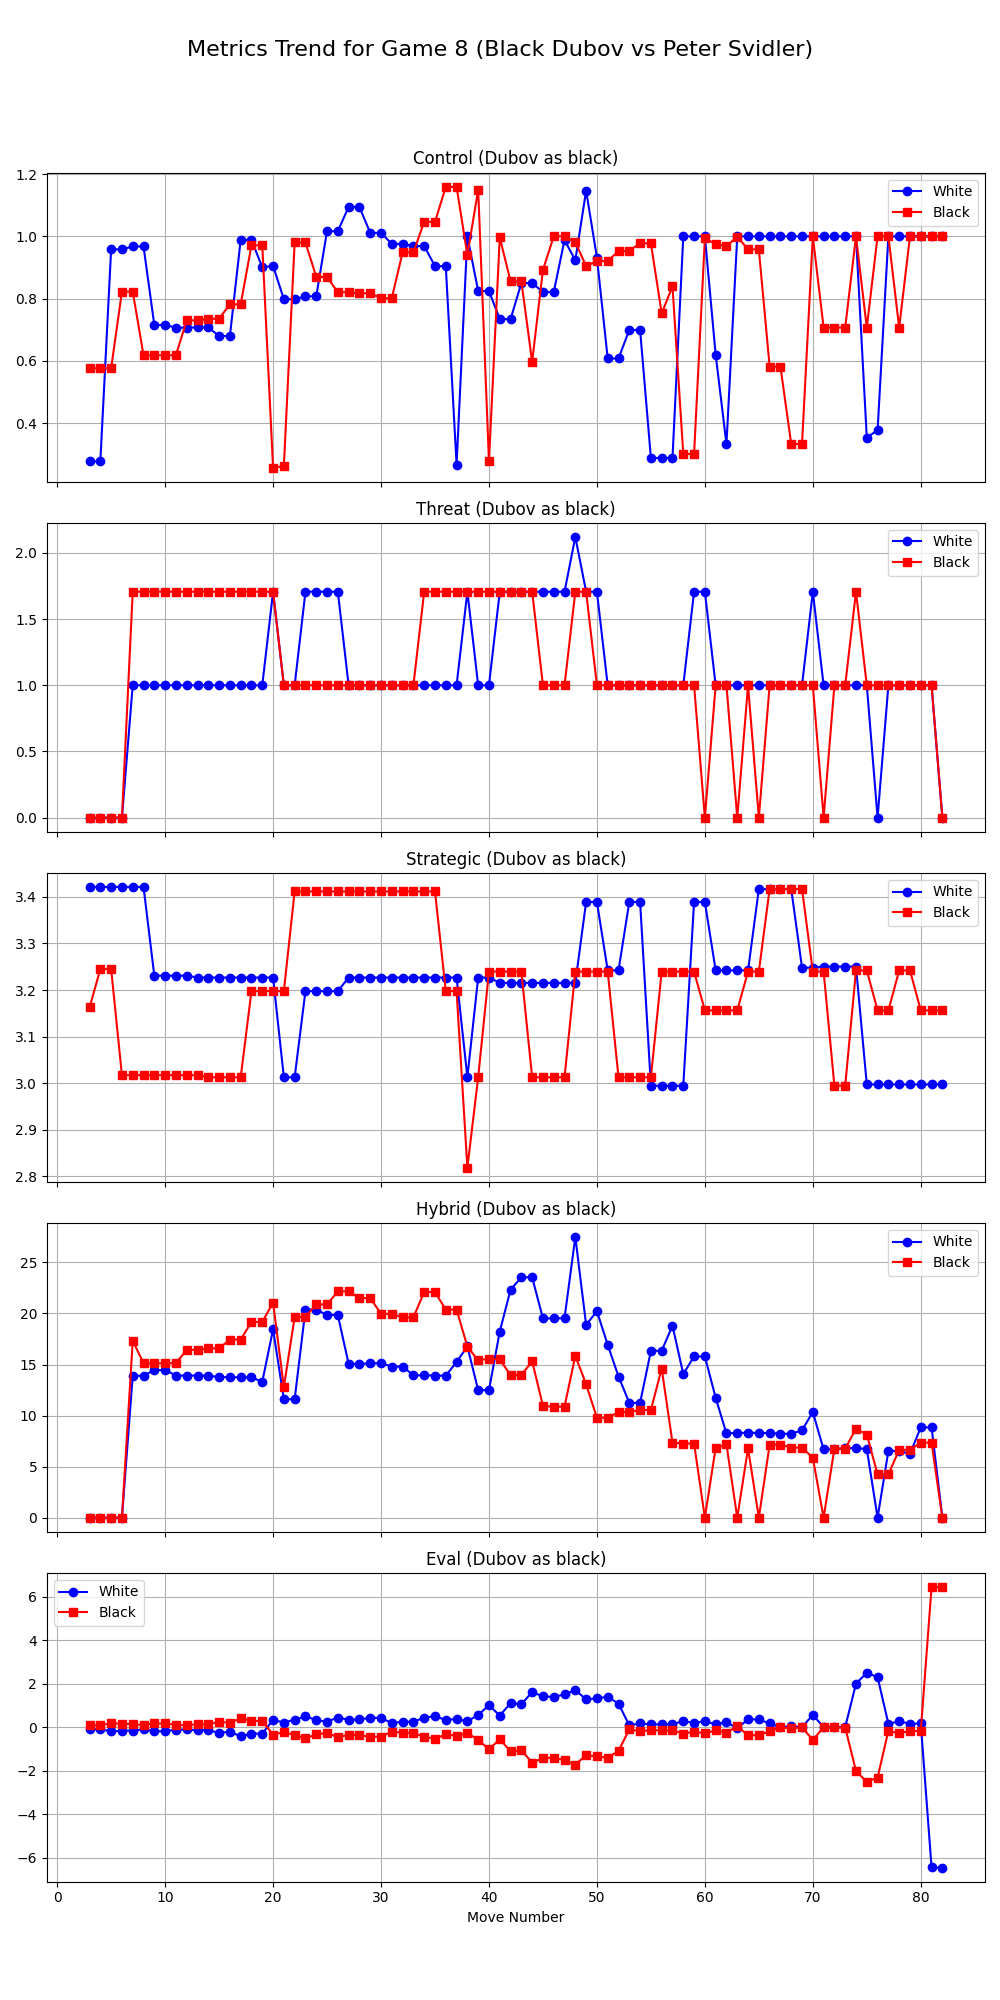 Metrics Trend for Game 8 (Black Dubov vs Peter Svidler)
Control (Dubov as black)
White
Black
1.2
1.0
0.8
0.6
0.4
Threat (Dubov as black)
White
Black
2.0
1.5
1.0
0.5
0.0
Strategic (Dubov as black)
White
Black
3.4
3.3
3.2
3.1
3.0
2.9
2.8
Hybrid (Dubov as black)
White
Black
25
20
15
10
5
0
Eval (Dubov as black)
White
Black
6
4
2
0
−2
−4
−6
0 10 20 30 40 50 60 70 80
Move Number